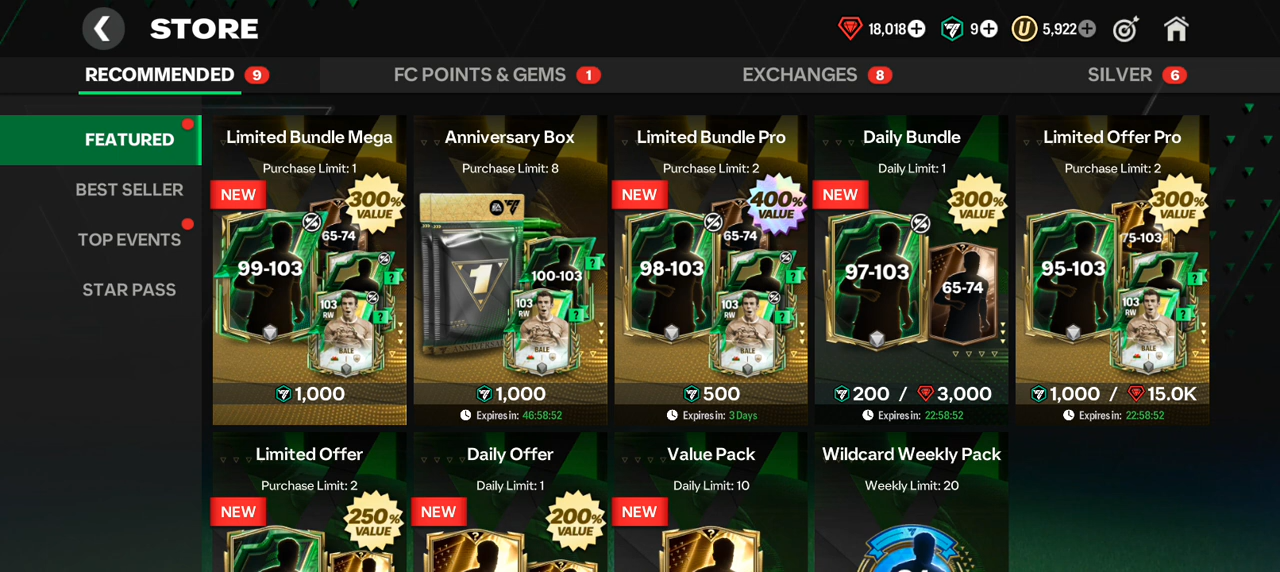 STORE
18,018
9
5,922
RECOMMENDED 9
FC POINTS & GEMS 1
EXCHANGES 8
SILVER 6
FEATURED
BEST SELLER
TOP EVENTS
STAR PASS
Limited Bundle Mega
Purchase Limit: 1
NEW
300%
VALUE
65-74
99-103
?
103
RW
?
BALE
1,000
Anniversary Box
Purchase Limit: 8
1
100-103
?
103
RW
?
BALE
ANNIVERSARY
1,000
Expires in: 46:58:52
Limited Bundle Pro
Purchase Limit: 2
NEW
400%
VALUE
65-74
98-103
?
103
RW
?
BALE
500
Expires in: 3 Days
Daily Bundle
Daily Limit: 1
NEW
300%
VALUE
97-103
?
65-74
200 / 3,000
Expires in: 22:58:52
Limited Offer Pro
Purchase Limit: 2
300%
VALUE
75-103
95-103
?
103
RW
?
BALE
1,000 / 15.0K
Expires in: 22:58:52
Limited Offer
Purchase Limit: 2
NEW
250%
VALUE
?
Daily Offer
Daily Limit: 1
NEW
200%
VALUE
?
Value Pack
Daily Limit: 10
NEW
?
Wildcard Weekly Pack
Weekly Limit: 20